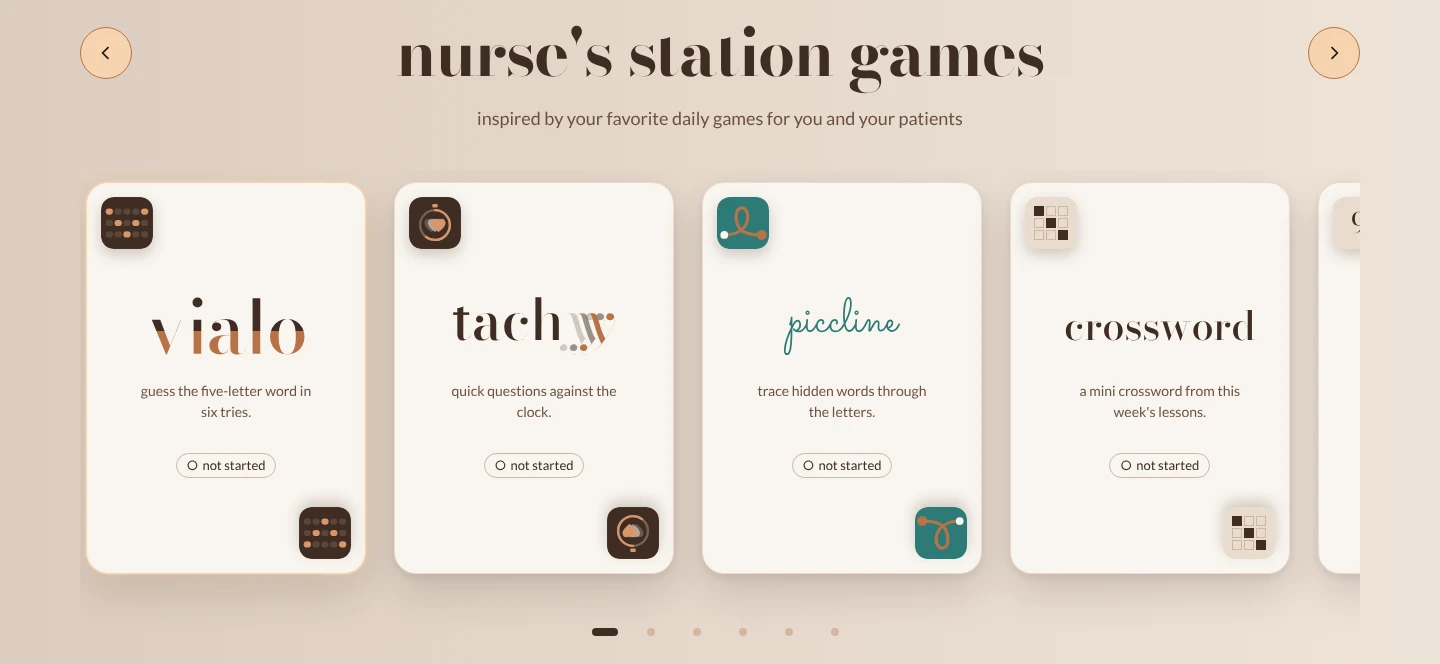 nurse's station games
inspired by your favorite daily games for you and your patients
vialo
guess the five-letter word in
six tries.
not started
tachy
quick questions against the
clock.
not started
piccline
trace hidden words through
the letters.
not started
crossword
a mini crossword from this
week's lessons.
not started